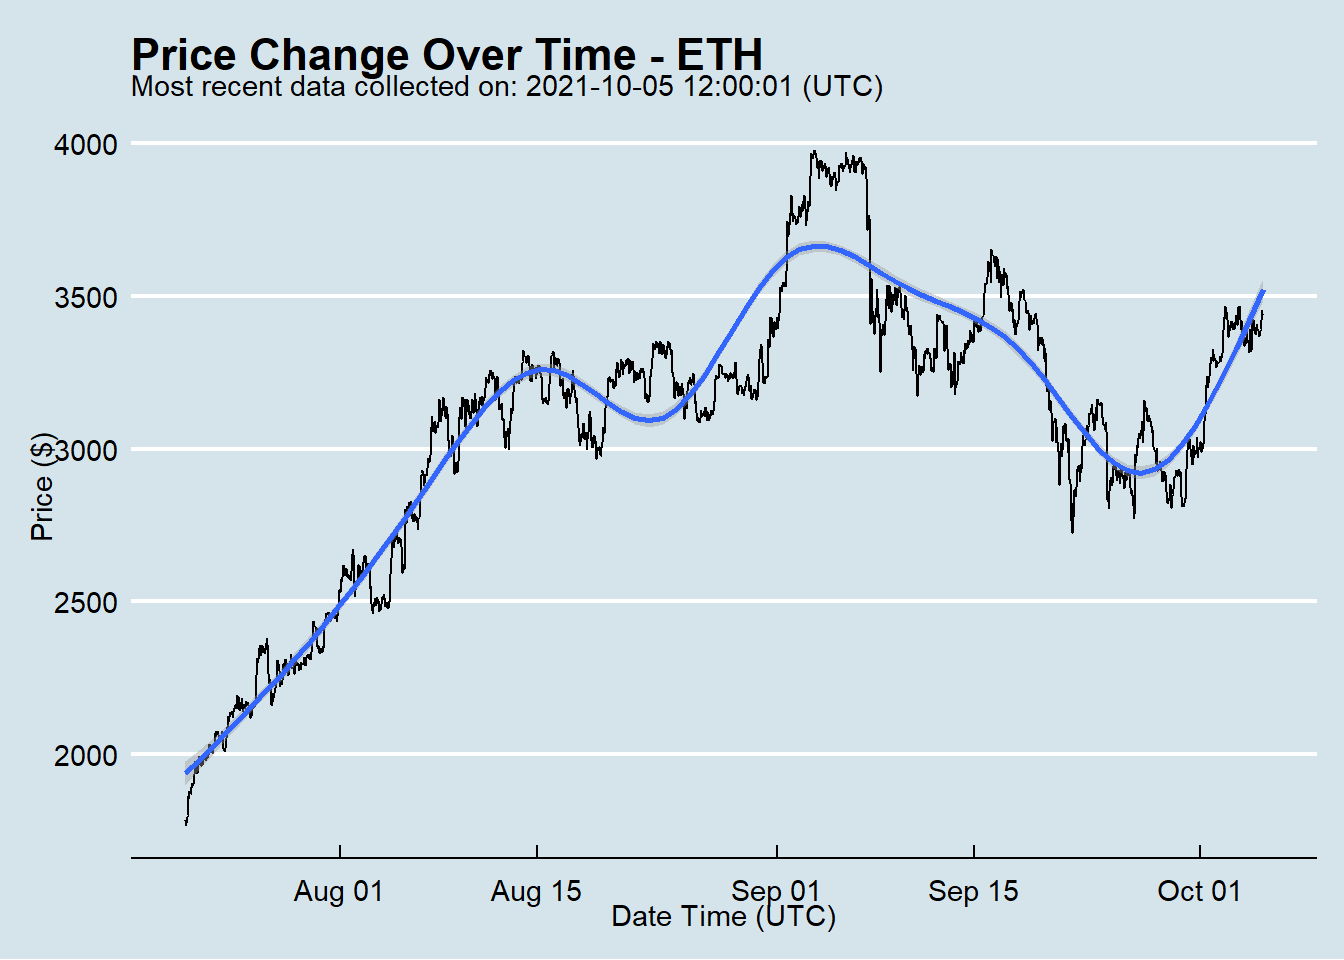 Price Change Over Time - ETH
Most recent data collected on: 2021-10-05 12:00:01 (UTC)
4000
3500
3000
2500
2000
Price ($)
Aug 01
Aug 15
Sep 01
Sep 15
Oct 01
Date Time (UTC)